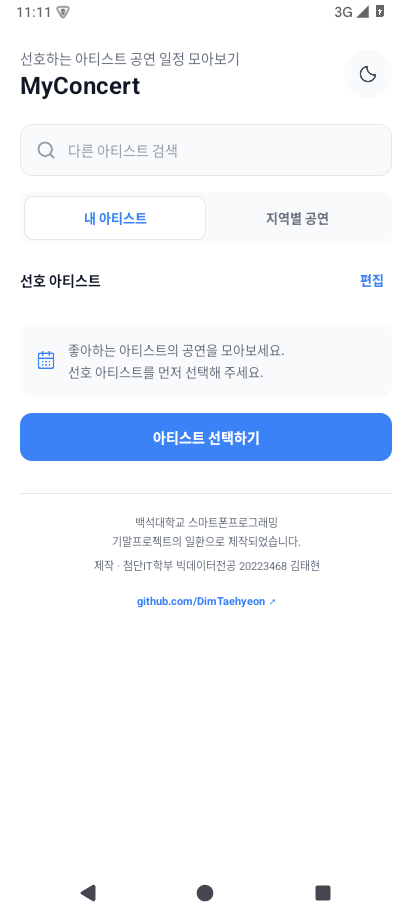 11:11
3G
선호하는 아티스트 공연 일정 모아보기
MyConcert
다른 아티스트 검색
내 아티스트
지역별 공연
선호 아티스트
편집
좋아하는 아티스트의 공연을 모아보세요.
선호 아티스트를 먼저 선택해 주세요.
아티스트 선택하기
백석대학교 스마트폰프로그래밍
기말프로젝트의 일환으로 제작되었습니다.
제작 · 첨단IT학부 빅데이터전공 20223468 김태현
github.com/DimTaehyeon ↗